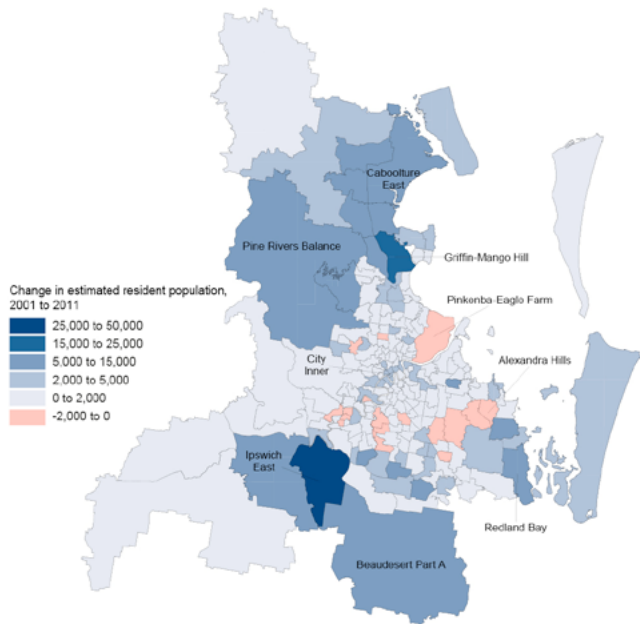 Caboolture
East
Pine Rivers Balance
Griffin-Mango Hill
Change in estimated resident population,
2001 to 2011
25,000 to 50,000
15,000 to 25,000
5,000 to 15,000
2,000 to 5,000
0 to 2,000
-2,000 to 0
Pinkenba-Eagle Farm
City
Inner
Alexandra Hills
Ipswich
East
Redland Bay
Beaudesert Part A